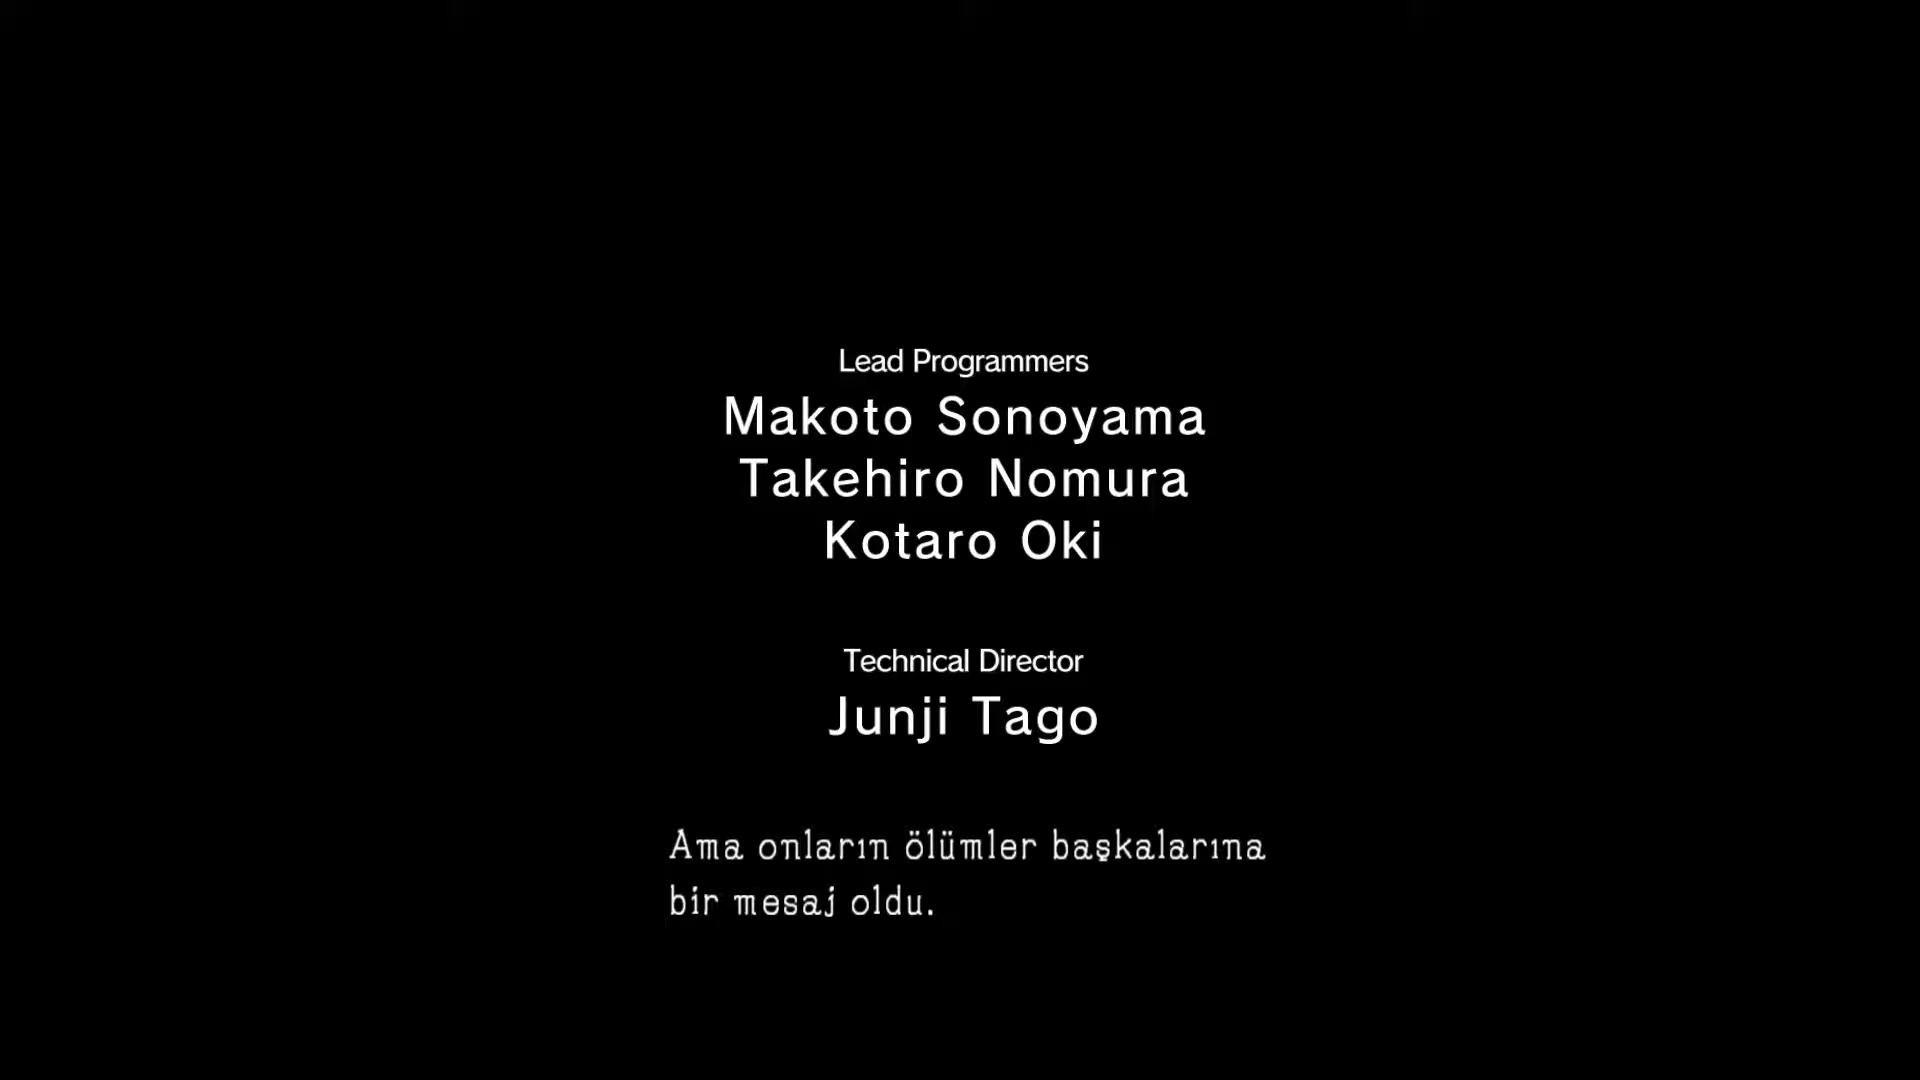 Lead Programmers
Makoto Sonoyama
Takehiro Nomura
Kotaro Oki
Technical Director
Junji Tago
Ama onların ölümler başkalarına
bir mesaj oldu.